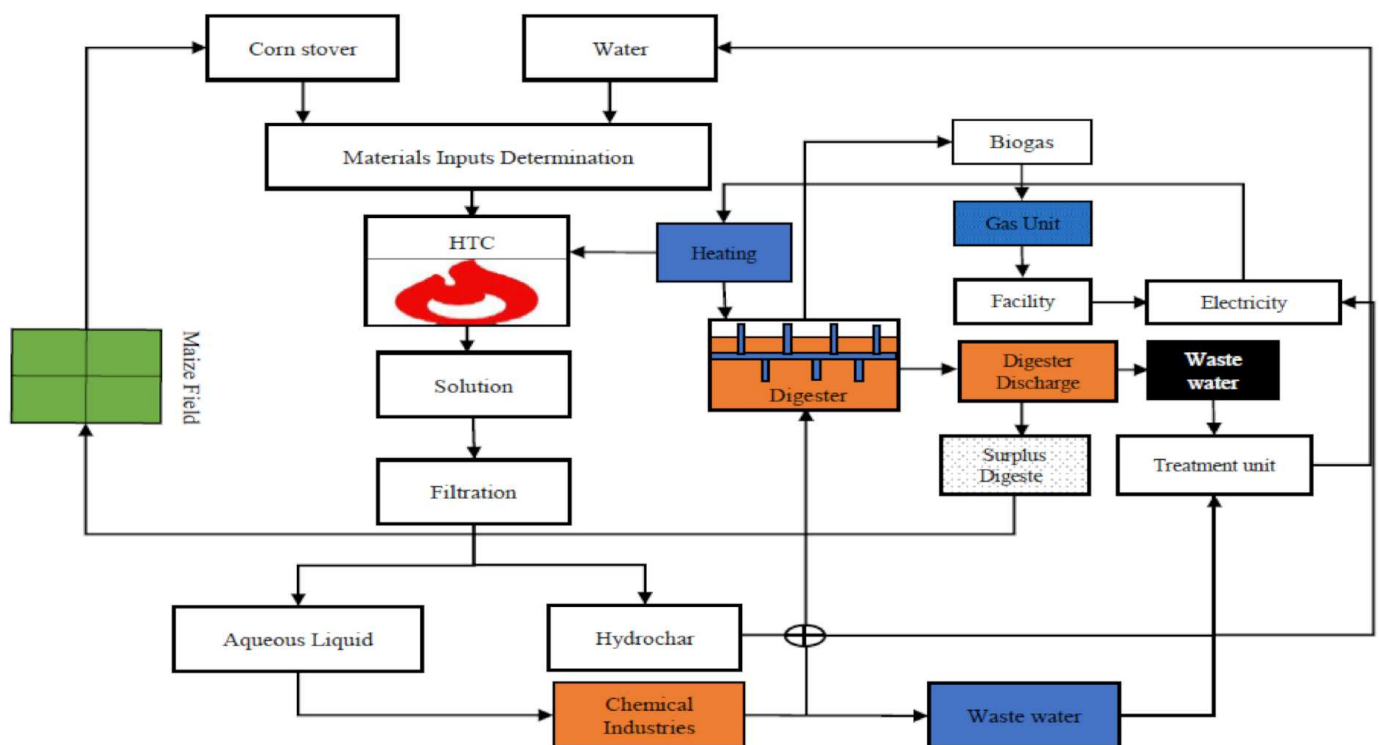 Corn stover
Water
Materials Inputs Determination
Biogas
HTC
Gas Unit
Heating
Facility
Electricity
Maize Field
Solution
Digester
Digester
Discharge
Waste
water
Surplus
Digeste
Treatment unit
Filtration
Aqueous Liquid
Hydrochar
Chemical
Industries
Waste water